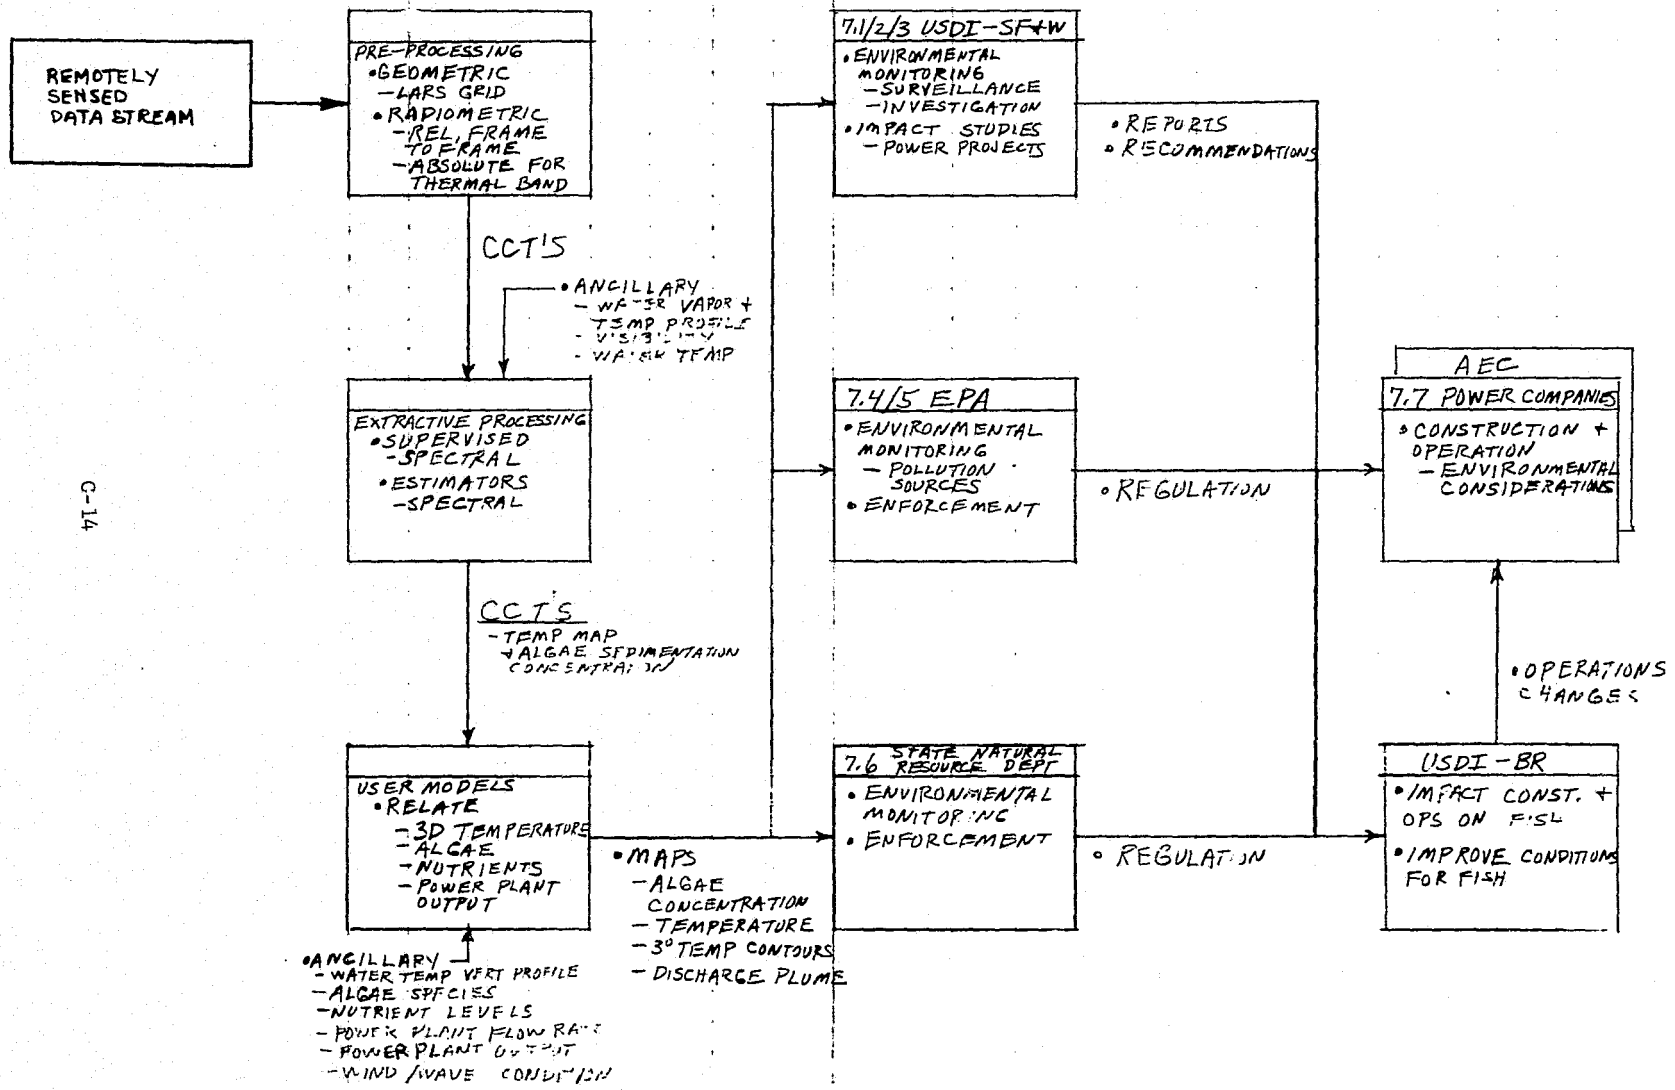 REMOTELY
SENSED
DATA STREAM
PRE-PROCESSING
•GEOMETRIC
-LARS GRID
•RADIOMETRIC
-REL, FRAME
TO FRAME
-ABSOLUTE FOR
THERMAL BAND
CCT'S
•ANCILLARY
- WATER VAPOR +
TEMP PROFILE
- VISIBILITY
- WATER TEMP
EXTRACTIVE PROCESSING
•SUPERVISED
-SPECTRAL
•ESTIMATORS
-SPECTRAL
CCT'S
-TEMP MAP
+ALGAE SEDIMENTATION
CONCENTRATION
USER MODELS
•RELATE
-3D TEMPERATURE
-ALGAE
-NUTRIENTS
-POWER PLANT
OUTPUT
•ANCILLARY
-WATER TEMP VERT PROFILE
-ALGAE SPECIES
-NUTRIENT LEVELS
-POWER PLANT FLOW RATE
-POWER PLANT OUTPUT
-WIND/WAVE CONDITION
•MAPS
-ALGAE
CONCENTRATION
-TEMPERATURE
-3° TEMP CONTOURS
-DISCHARGE PLUME
7.1/2/3 USDI-SF+W
•ENVIRONMENTAL
MONITORING
-SURVEILLANCE
-INVESTIGATION
•IMPACT STUDIES
-POWER PROJECTS
•REPORTS
•RECOMMENDATIONS
7.4/5 EPA
•ENVIRONMENTAL
MONITORING
-POLLUTION
SOURCES
•ENFORCEMENT
•REGULATION
7.6 STATE NATURAL
RESOURCE DEPT
•ENVIRONMENTAL
MONITORING
•ENFORCEMENT
•REGULATION
AEC
7.7 POWER COMPANIES
•CONSTRUCTION +
OPERATION
-ENVIRONMENTAL
CONSIDERATIONS
•OPERATIONS
CHANGES
USDI-BR
•IMPACT CONST. +
OPS ON FISH
•IMPROVE CONDITIONS
FOR FISH
C-14